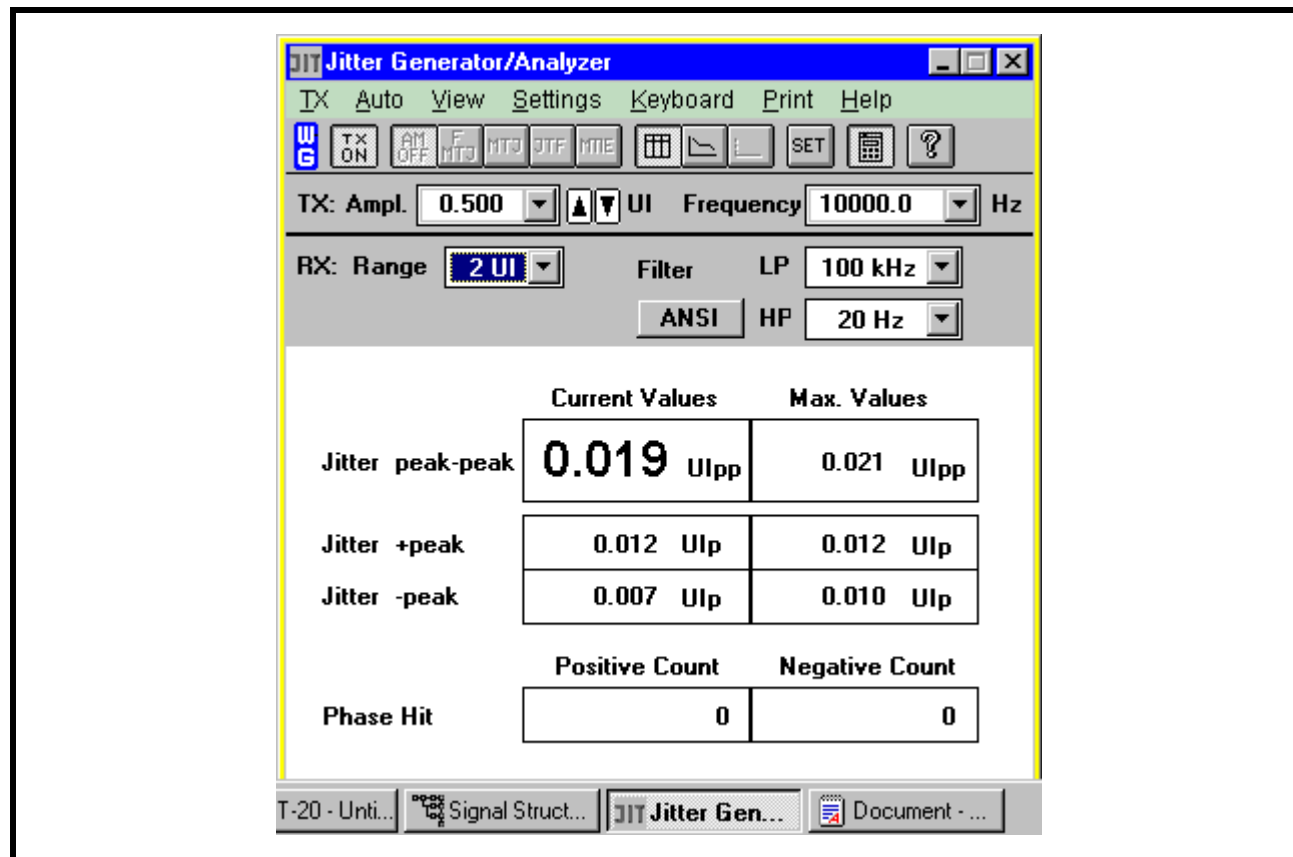 JIT Jitter Generator/Analyzer
TX Auto View Settings Keyboard Print Help
WG TX ON AM OFF F MTJ MTJ JTF MTIE SET ?
TX: Ampl. 0.500 UI Frequency 10000.0 Hz
RX: Range 2 UI Filter LP 100 kHz
ANSI HP 20 Hz
Current Values Max. Values
Jitter peak-peak 0.019 UIpp 0.021 UIpp
Jitter +peak 0.012 UIp 0.012 UIp
Jitter -peak 0.007 UIp 0.010 UIp
Positive Count Negative Count
Phase Hit 0 0
T-20 - Unti... Signal Struct... JIT Jitter Gen... Document - ...